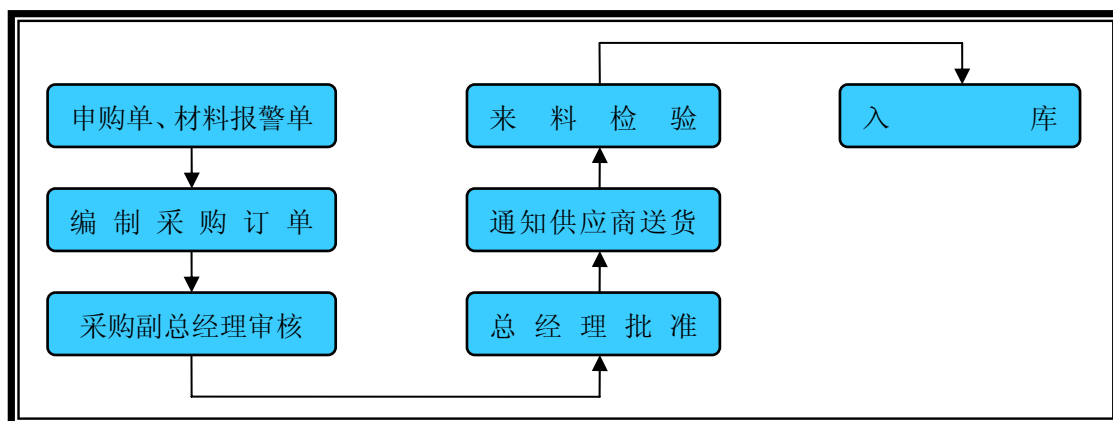 申购单、材料报警单
编制采购订单
采购副总经理审核
总经理批准
通知供应商送货
来料检验
入库